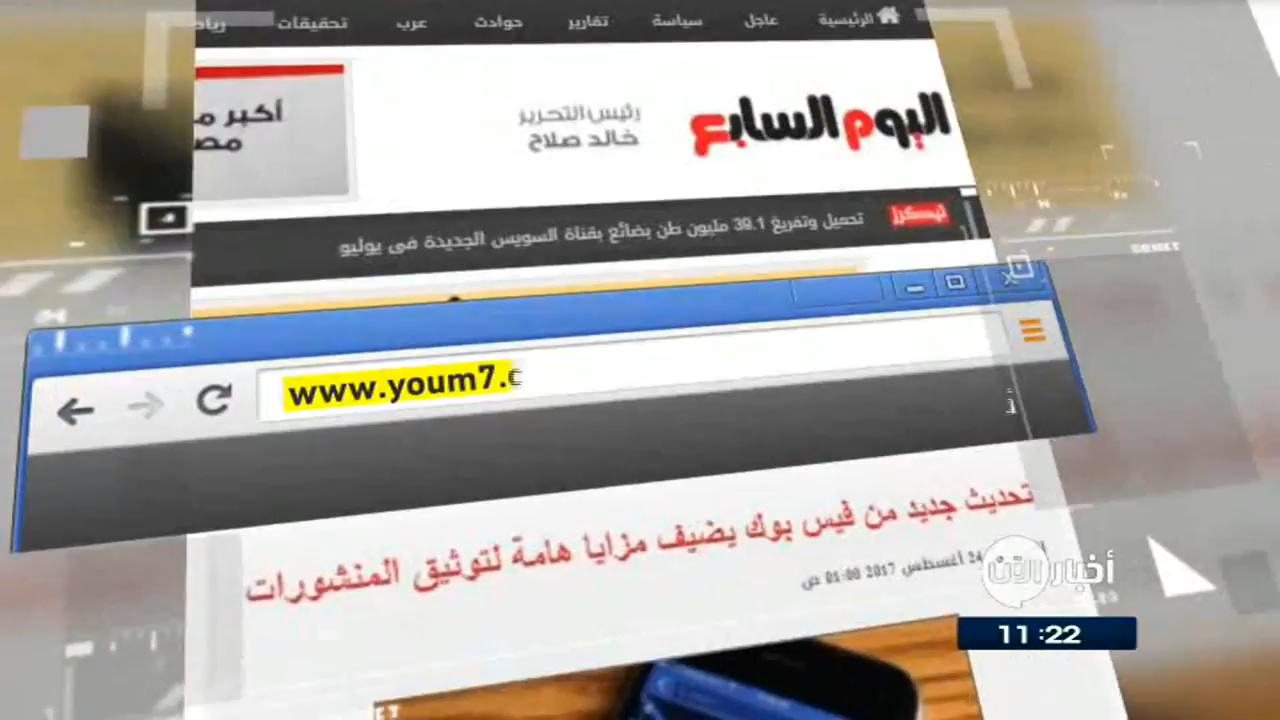 الرئيسية عاجل سياسة تقارير حوادث عرب تحقيقات
اليوم السابع
رئيس التحرير
خالد صلاح
أكبر
تيكرز
تحميل وتفريغ 39.1 مليون طن بضائع بقناة السويس الجديدة فى يوليو
www.youm7.
تحديث جديد من فيس بوك يضيف مزايا هامة لتوثيق المنشورات
24 أغسطس 2017 01:00 ص
أخبار الآن
11:22